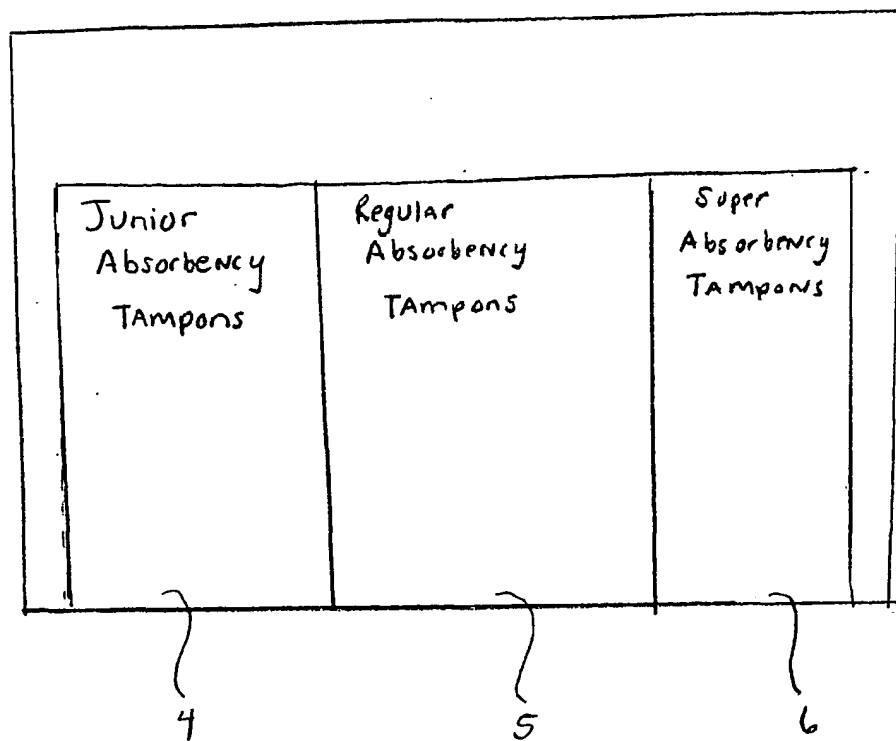 Junior
Absorbency
TAmpons
Regular
Absorbency
TAmpons
Super
Absorbency
TAmpons
4
5
6